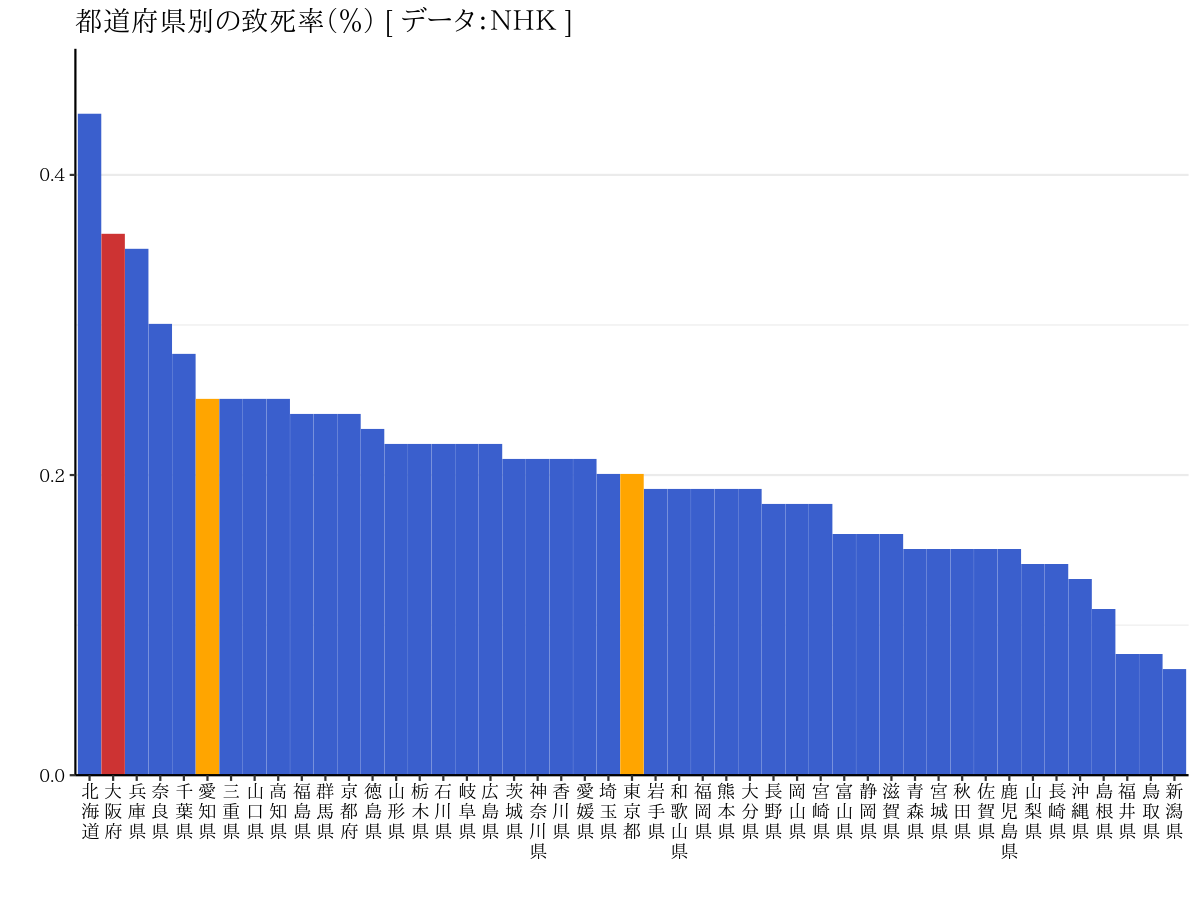 都道府県別の致死率(%) [ データ:NHK ]
0.4
0.2
0.0
北海道
大阪府
兵庫県
奈良県
千葉県
愛知県
三重県
山口県
高知県
福島県
群馬県
京都府
徳島県
山形県
栃木県
石川県
岐阜県
広島県
茨城県
神奈川県
香川県
愛媛県
埼玉県
東京都
岩手県
和歌山県
福岡県
熊本県
大分県
長野県
岡山県
宮崎県
富山県
静岡県
滋賀県
青森県
宮城県
秋田県
佐賀県
鹿児島県
山梨県
長崎県
沖縄県
島根県
福井県
鳥取県
新潟県